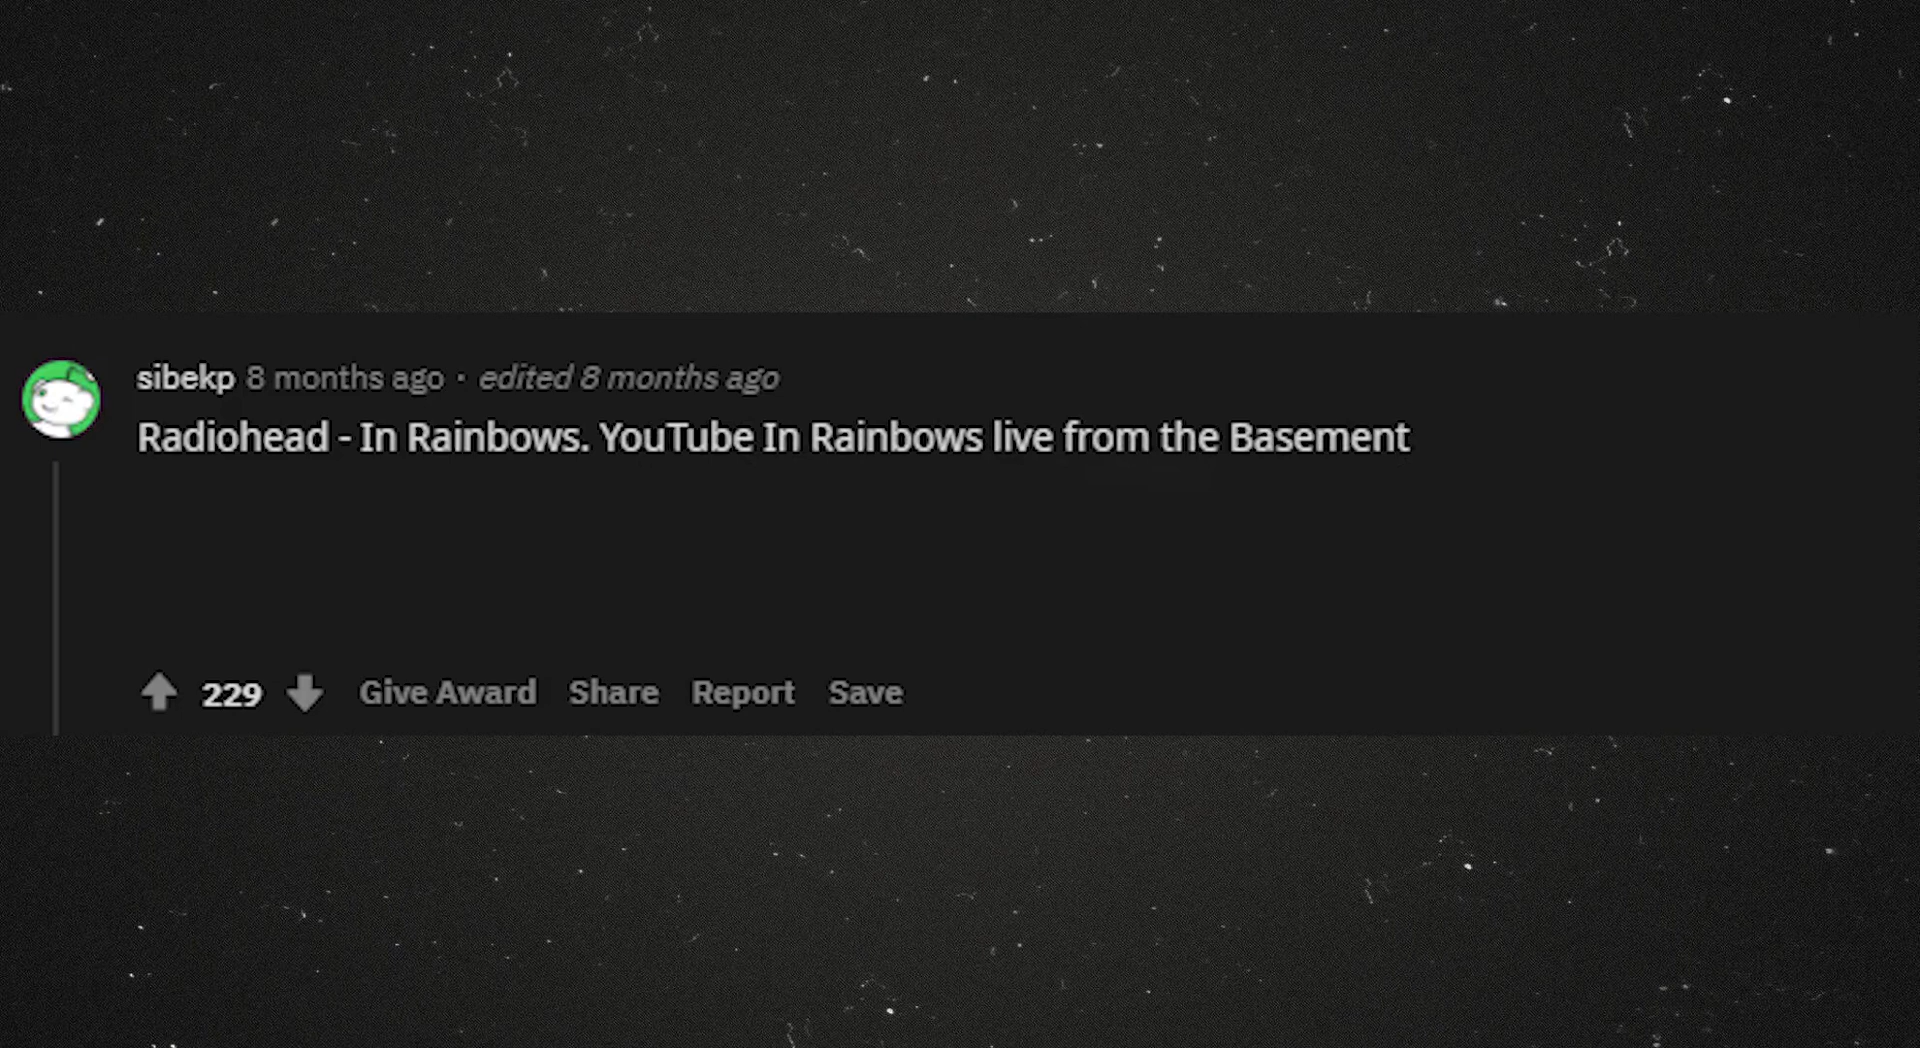 sibekp 8 months ago · edited 8 months ago
Radiohead - In Rainbows. YouTube In Rainbows live from the Basement
229 Give Award Share Report Save